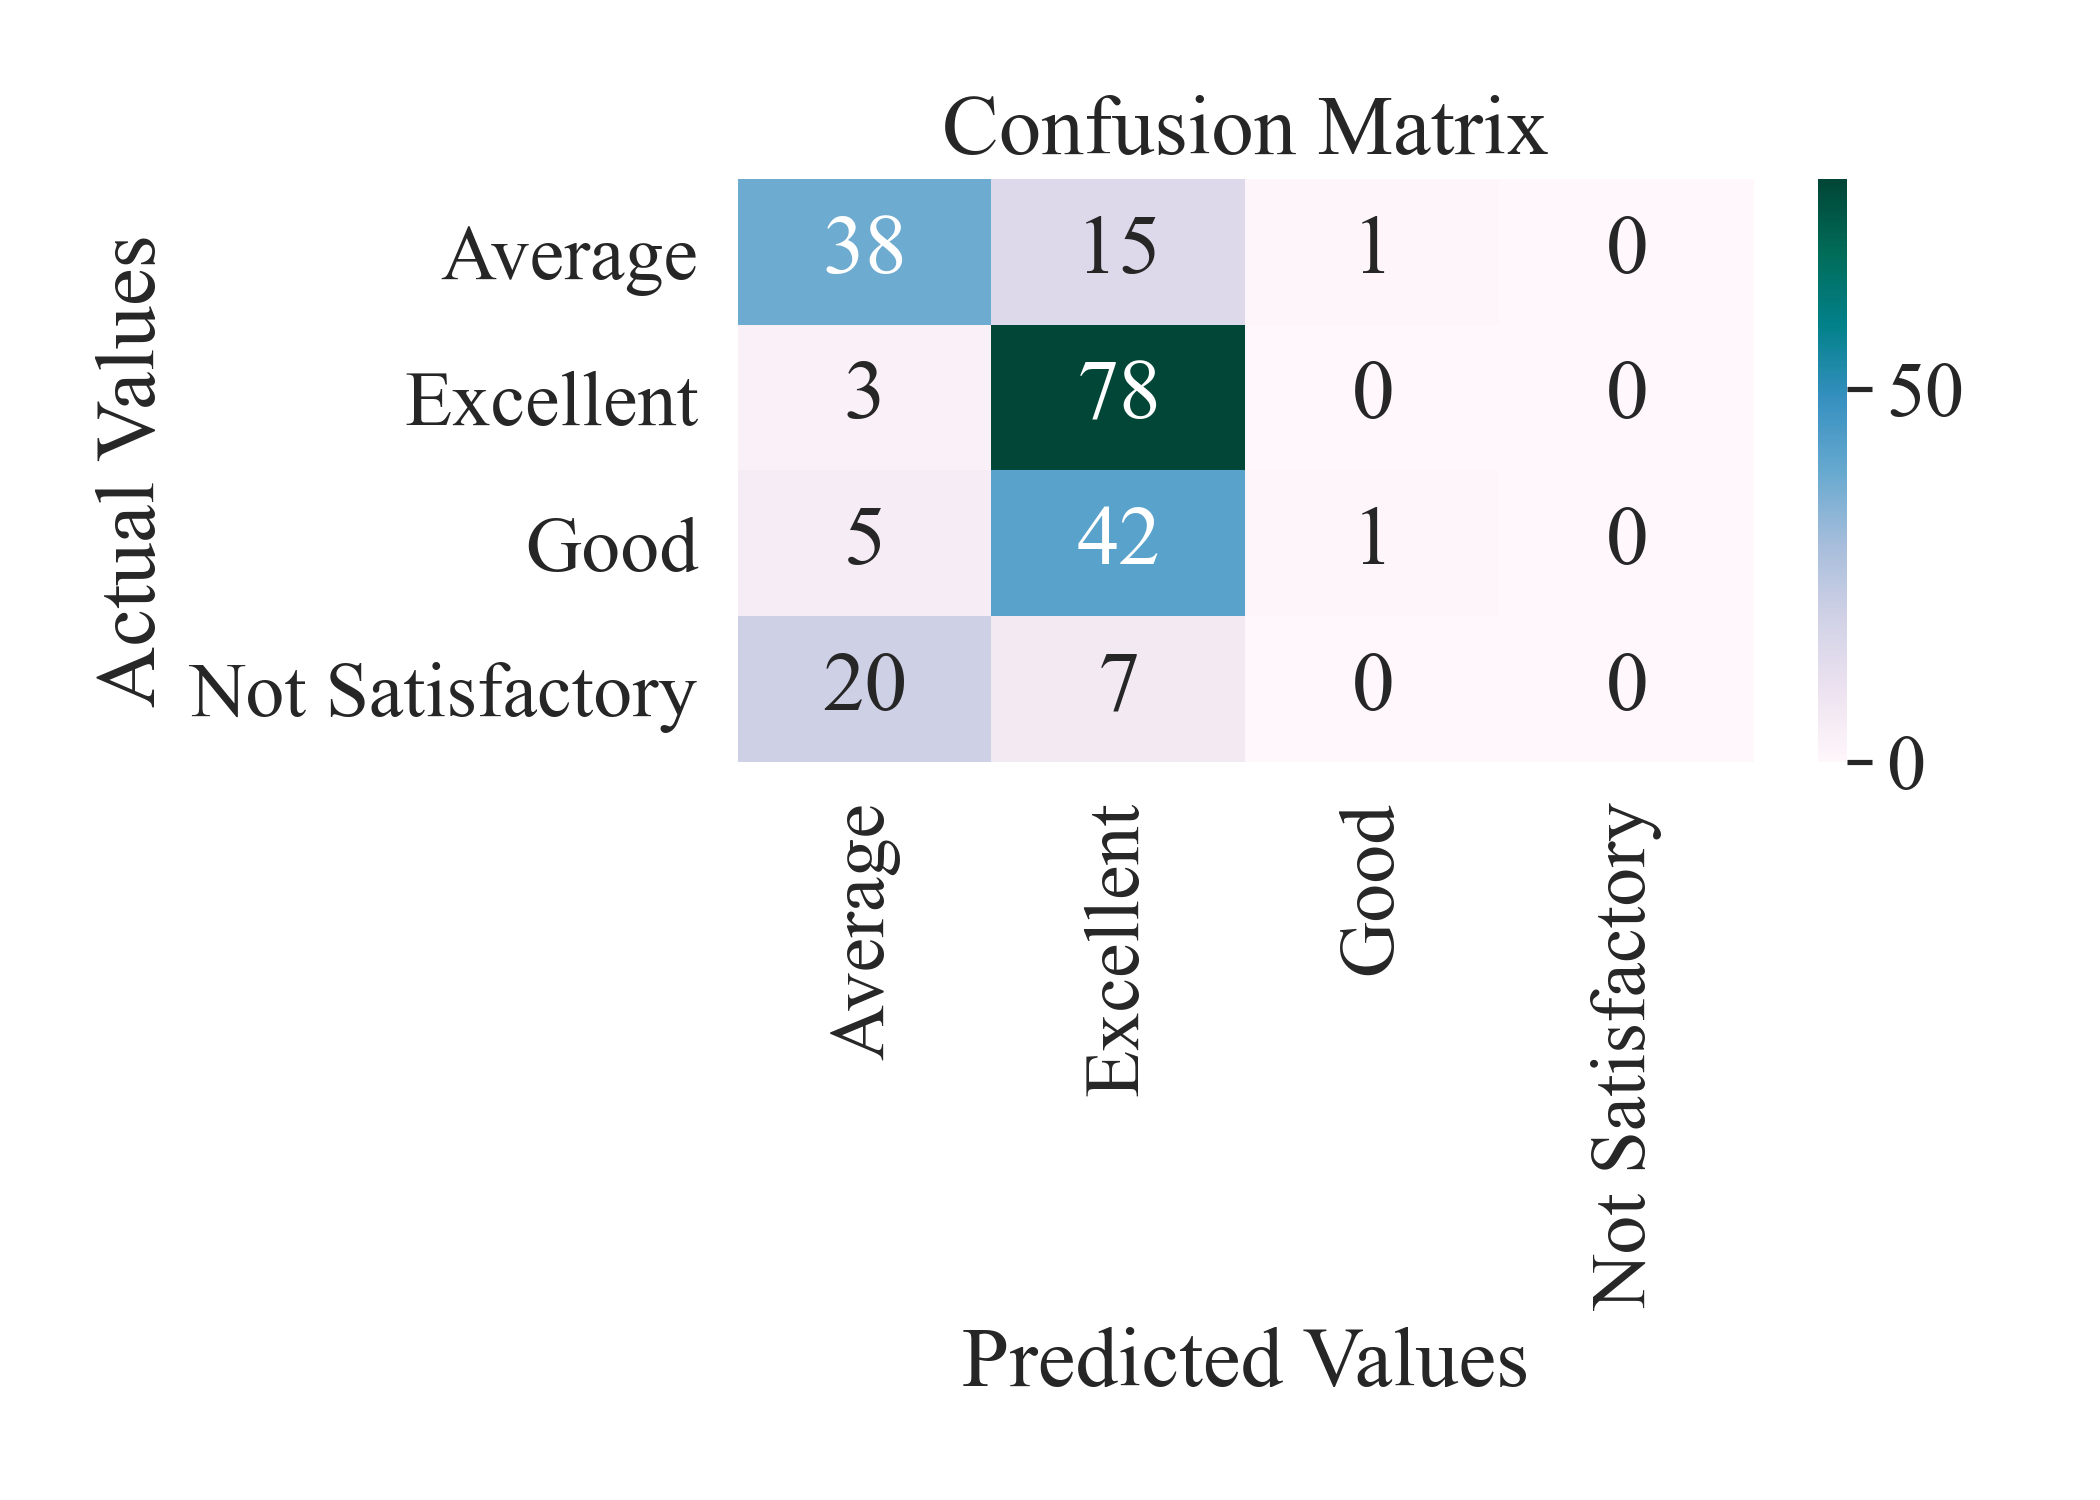 Confusion Matrix
Actual Values
Average 38 15 1 0
Excellent 3 78 0 0
Good 5 42 1 0
Not Satisfactory 20 7 0 0
50
0
Average
Excellent
Good
Not Satisfactory
Predicted Values